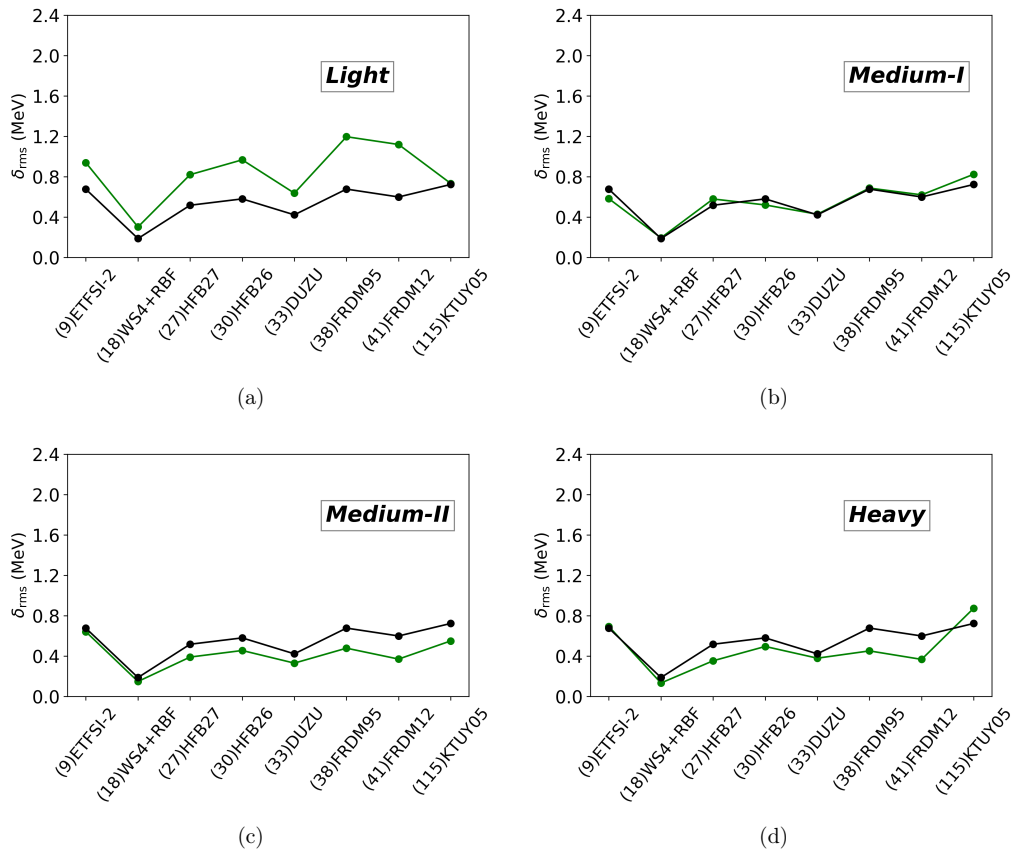 2.4
2.0
1.6
1.2
0.8
0.4
0.0
δrms (MeV)
Light
(9)ETFSI-2
(18)WS4+RBF
(27)HFB27
(30)HFB26
(33)DUZU
(38)FRDM95
(41)FRDM12
(115)KTUY05
(a)
2.4
2.0
1.6
1.2
0.8
0.4
0.0
δrms (MeV)
Medium-I
(9)ETFSI-2
(18)WS4+RBF
(27)HFB27
(30)HFB26
(33)DUZU
(38)FRDM95
(41)FRDM12
(115)KTUY05
(b)
2.4
2.0
1.6
1.2
0.8
0.4
0.0
δrms (MeV)
Medium-II
(9)ETFSI-2
(18)WS4+RBF
(27)HFB27
(30)HFB26
(33)DUZU
(38)FRDM95
(41)FRDM12
(115)KTUY05
(c)
2.4
2.0
1.6
1.2
0.8
0.4
0.0
δrms (MeV)
Heavy
(9)ETFSI-2
(18)WS4+RBF
(27)HFB27
(30)HFB26
(33)DUZU
(38)FRDM95
(41)FRDM12
(115)KTUY05
(d)